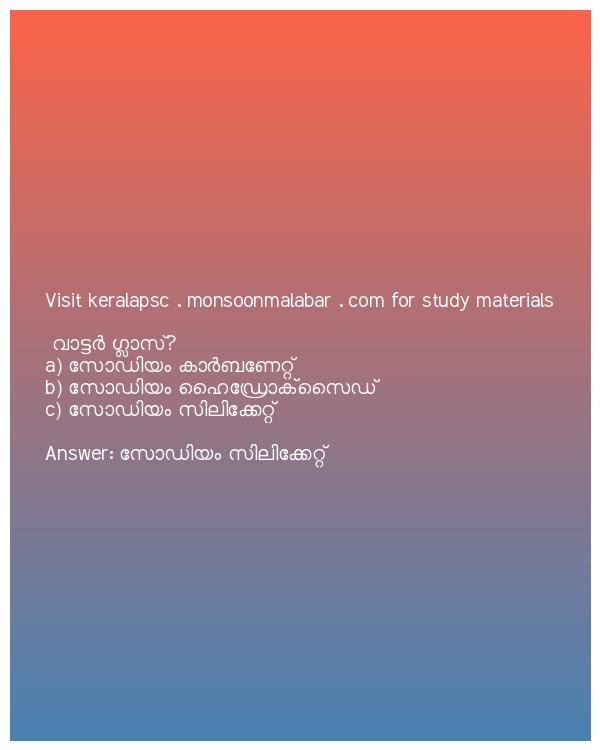 Visit keralapsc . monsoonmalabar . com for study materials
വാട്ടർ ഗ്ലാസ്?
a) സോഡിയം കാർബണേറ്റ്
b) സോഡിയം ഹൈഡ്രോക്സൈഡ്
c) സോഡിയം സിലിക്കേറ്റ്
Answer: സോഡിയം സിലിക്കേറ്റ്